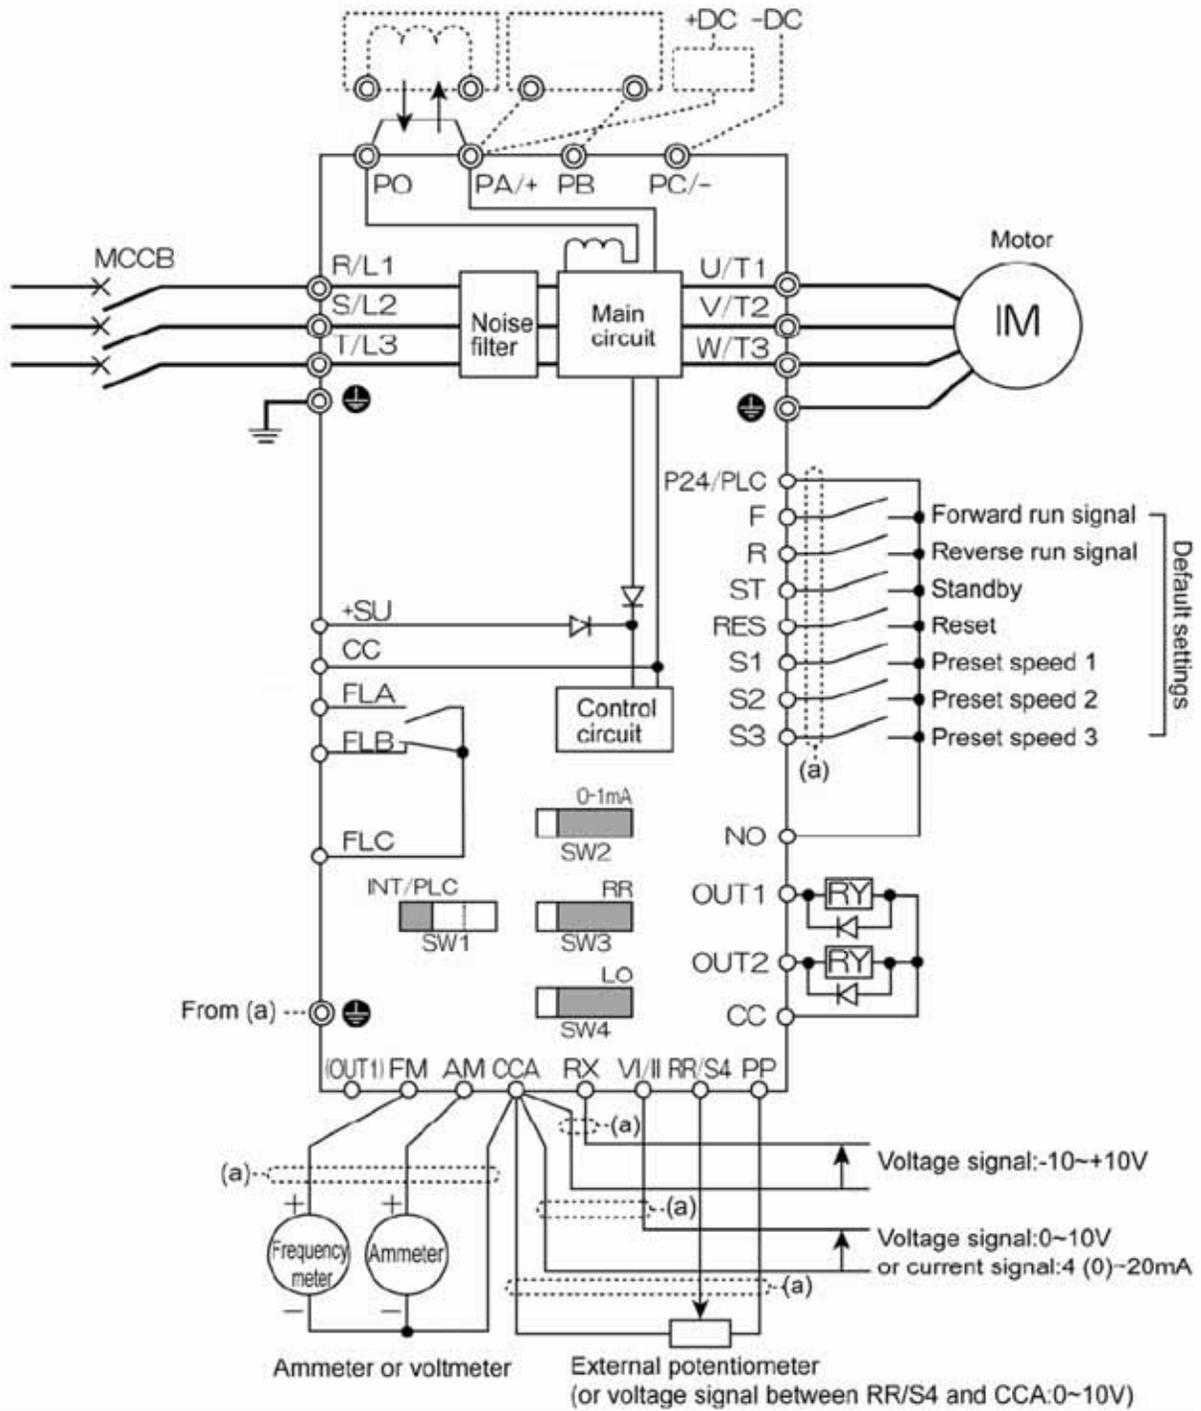 +DC -DC
PO PA/+ PB PC/-
MCCB
R/L1
S/L2
T/L3
Noise
filter
Main
circuit
U/T1
V/T2
W/T3
Motor
IM
P24/PLC
F
Forward run signal
R
Reverse run signal
ST
Standby
RES
Reset
S1
Preset speed 1
S2
Preset speed 2
S3
Preset speed 3
Default settings
(a)
+SU
CC
FLA
FLB
FLC
Control
circuit
0-1mA
SW2
INT/PLC
SW1
RR
SW3
LO
SW4
NO
OUT1
RY
OUT2
RY
CC
From (a)
(OUT1) FM AM CCA RX VI/II RR/S4 PP
(a)
Voltage signal:-10~+10V
(a)
(a)
Voltage signal:0~10V
or current signal:4 (0)~20mA
(a)
+ +
Frequency
meter
Ammeter
- -
Ammeter or voltmeter
External potentiometer
(or voltage signal between RR/S4 and CCA:0~10V)